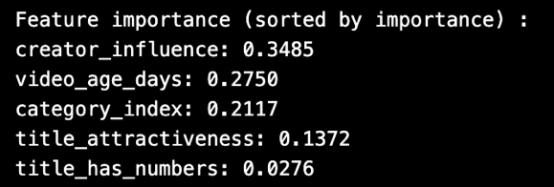 Feature importance (sorted by importance) :
creator_influence: 0.3485
video_age_days: 0.2750
category_index: 0.2117
title_attractiveness: 0.1372
title_has_numbers: 0.0276